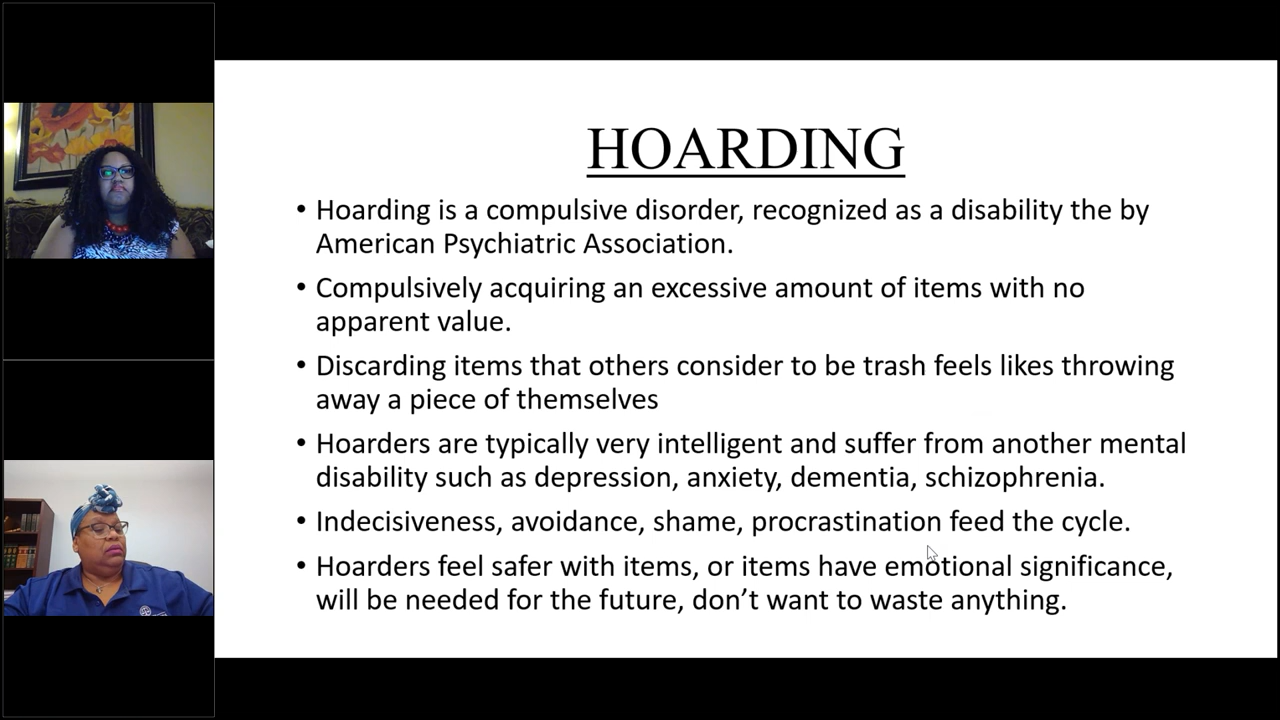 HOARDING
• Hoarding is a compulsive disorder, recognized as a disability the by
American Psychiatric Association.
• Compulsively acquiring an excessive amount of items with no
apparent value.
• Discarding items that others consider to be trash feels likes throwing
away a piece of themselves
• Hoarders are typically very intelligent and suffer from another mental
disability such as depression, anxiety, dementia, schizophrenia.
• Indecisiveness, avoidance, shame, procrastination feed the cycle.
• Hoarders feel safer with items, or items have emotional significance,
will be needed for the future, don’t want to waste anything.